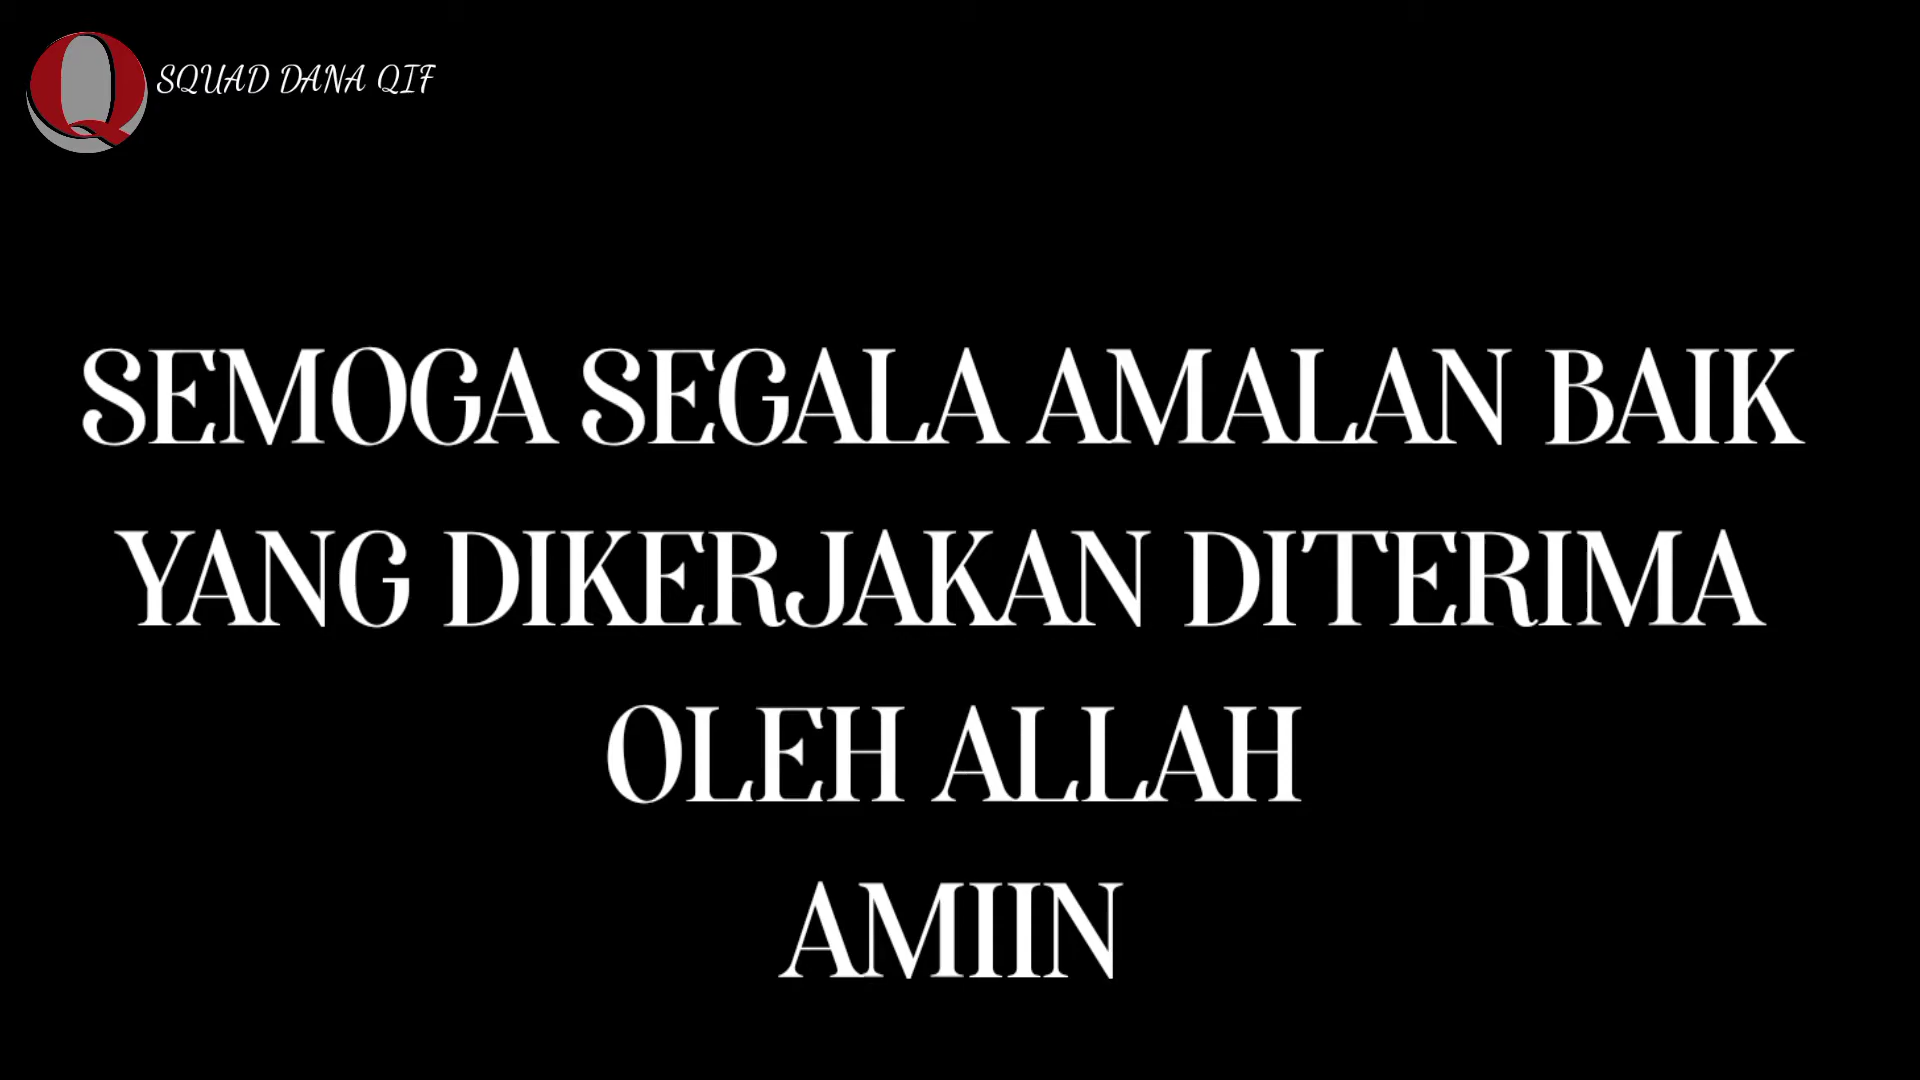 SQUAD DANA QIF
SEMOGA SEGALA AMALAN BAIK
YANG DIKERJAKAN DITERIMA
OLEH ALLAH
AMIIN